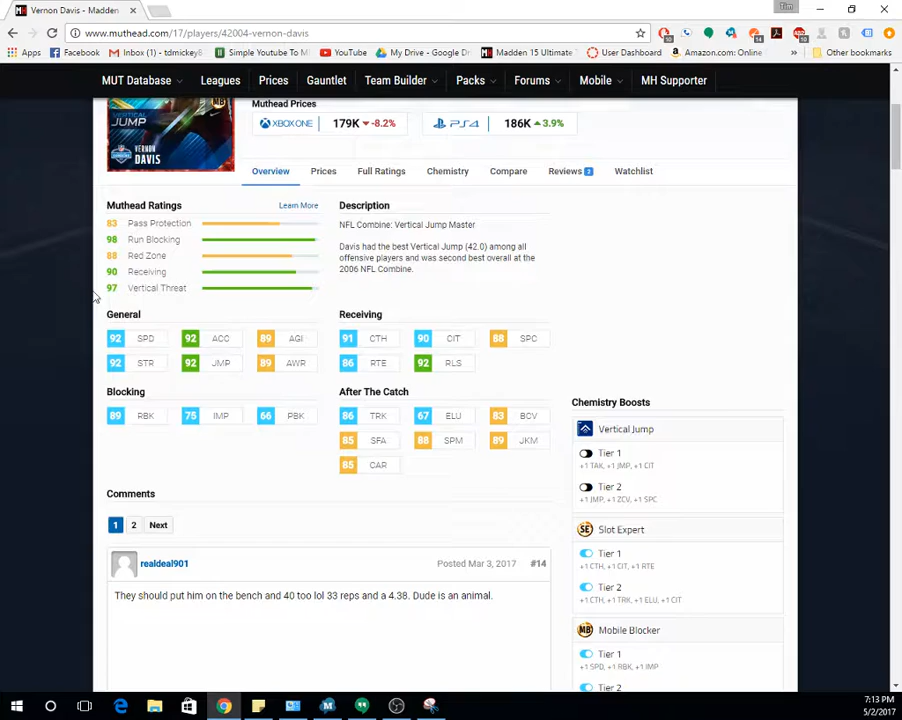 Vernon Davis - Madden
Tim
www.muthead.com/17/players/42004-vernon-davis
Apps Facebook Inbox (1) - tdmickey8 Simple Youtube To M YouTube My Drive - Google Dr Madden 15 Ultimate T User Dashboard Amazon.com: Online Other bookmarks
MUT Database Leagues Prices Gauntlet Team Builder Packs Forums Mobile MH Supporter
MB
VERTICAL
JUMP
VERNON
DAVIS
Muthead Prices
XBOX ONE 179K -8.2% PS4 186K 3.9%
Overview Prices Full Ratings Chemistry Compare Reviews 2 Watchlist
Muthead Ratings Learn More
83 Pass Protection
98 Run Blocking
88 Red Zone
90 Receiving
97 Vertical Threat
Description
NFL Combine: Vertical Jump Master
Davis had the best Vertical Jump (42.0) among all
offensive players and was second best overall at the
2006 NFL Combine.
General
92 SPD 92 ACC 89 AGI
92 STR 92 JMP 89 AWR
Receiving
91 CTH 90 CIT 88 SPC
86 RTE 92 RLS
Blocking
89 RBK 75 IMP 66 PBK
After The Catch
86 TRK 67 ELU 83 BCV
85 SFA 88 SPM 89 JKM
85 CAR
Chemistry Boosts
Vertical Jump
Tier 1
+1 TAK, +1 JMP, +1 CIT
Tier 2
+1 JMP, +1 ZCV, +1 SPC
SE Slot Expert
Tier 1
+1 CTH, +1 CIT, +1 RTE
Tier 2
+1 CTH, +1 TRK, +1 ELU, +1 CIT
MB Mobile Blocker
Tier 1
+1 SPD, +1 RBK, +1 IMP
Tier 2
Comments
1 2 Next
realdeal901 Posted Mar 3, 2017 #14
They should put him on the bench and 40 too lol 33 reps and a 4.38. Dude is an animal.
7:13 PM
5/2/2017